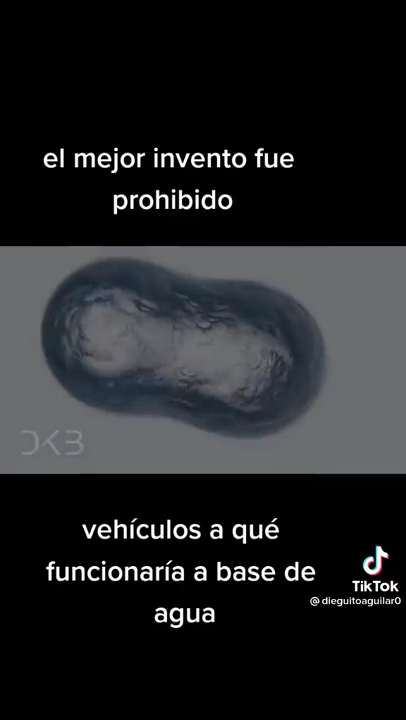 el mejor invento fue
prohibido
DKB
vehículos a qué
funcionaría a base de
agua
TikTok
@dieguitoaguilar0